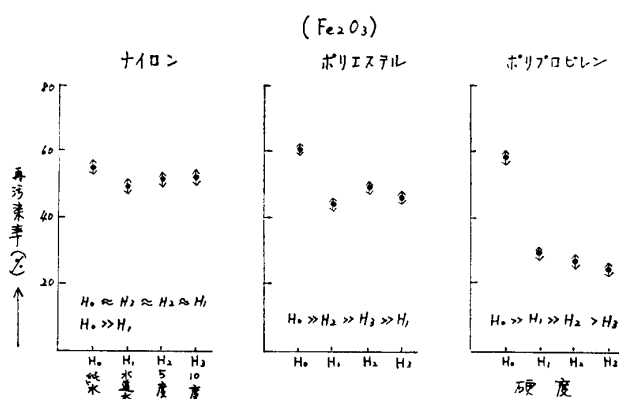 (Fe₂O₃)
ナイロン
ポリエステル
ポリプロピレン
80
60
40
20
再汚染率(%)
H₀ ≈ H₃ ≈ H₂ ≈ H₁
H₀ ≫ H₁
H₀ ≫ H₂ ≫ H₃ ≫ H₁
H₀ ≫ H₁ ≫ H₂ > H₃
H₀ H₁ H₂ H₃
純水 水道水 5度 10度
H₀ H₁ H₂ H₃
H₀ H₁ H₂ H₃
硬度